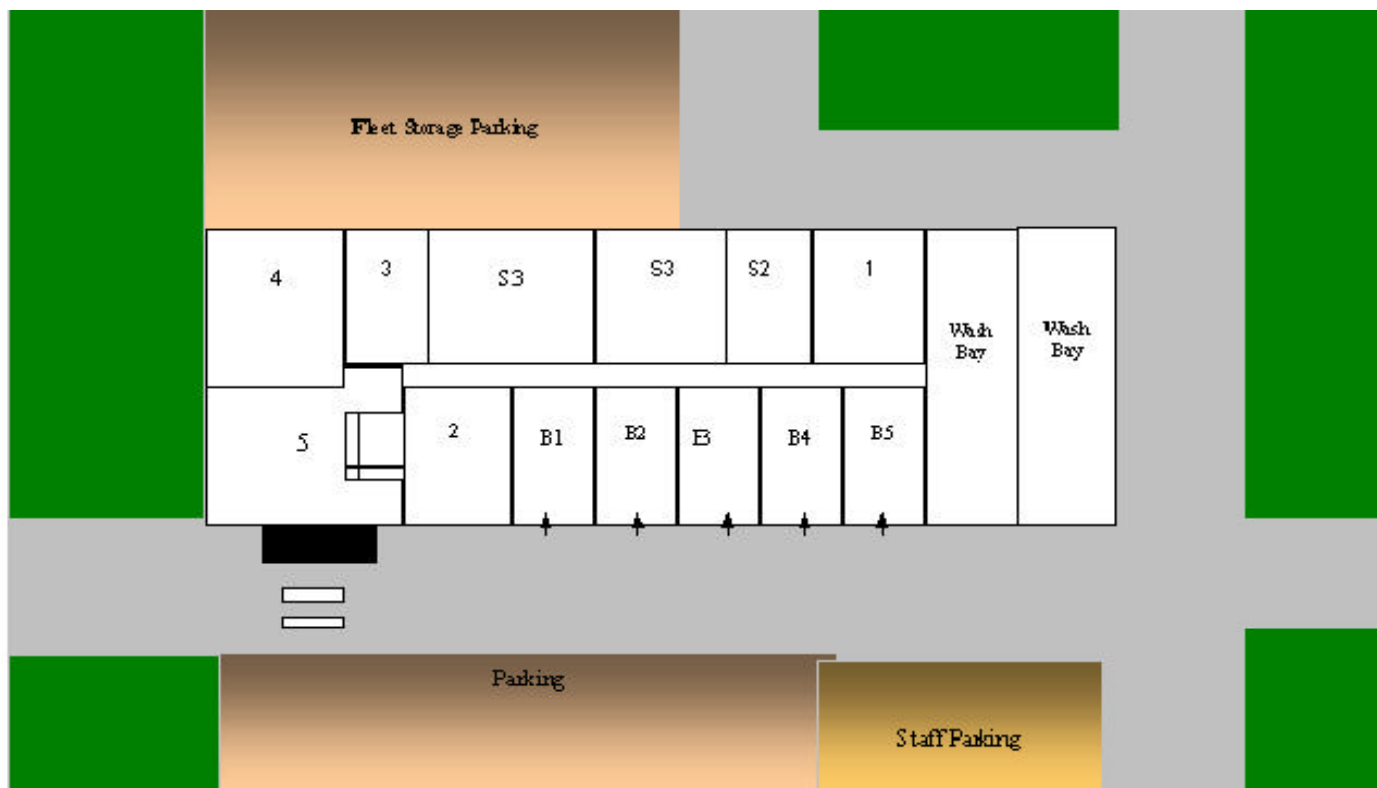 Fleet Storage Parking
4
3
S3
S3
S2
1
Wash
Bay
Wash
Bay
5
2
B1
B2
E3
B4
B5
Parking
Staff Parking